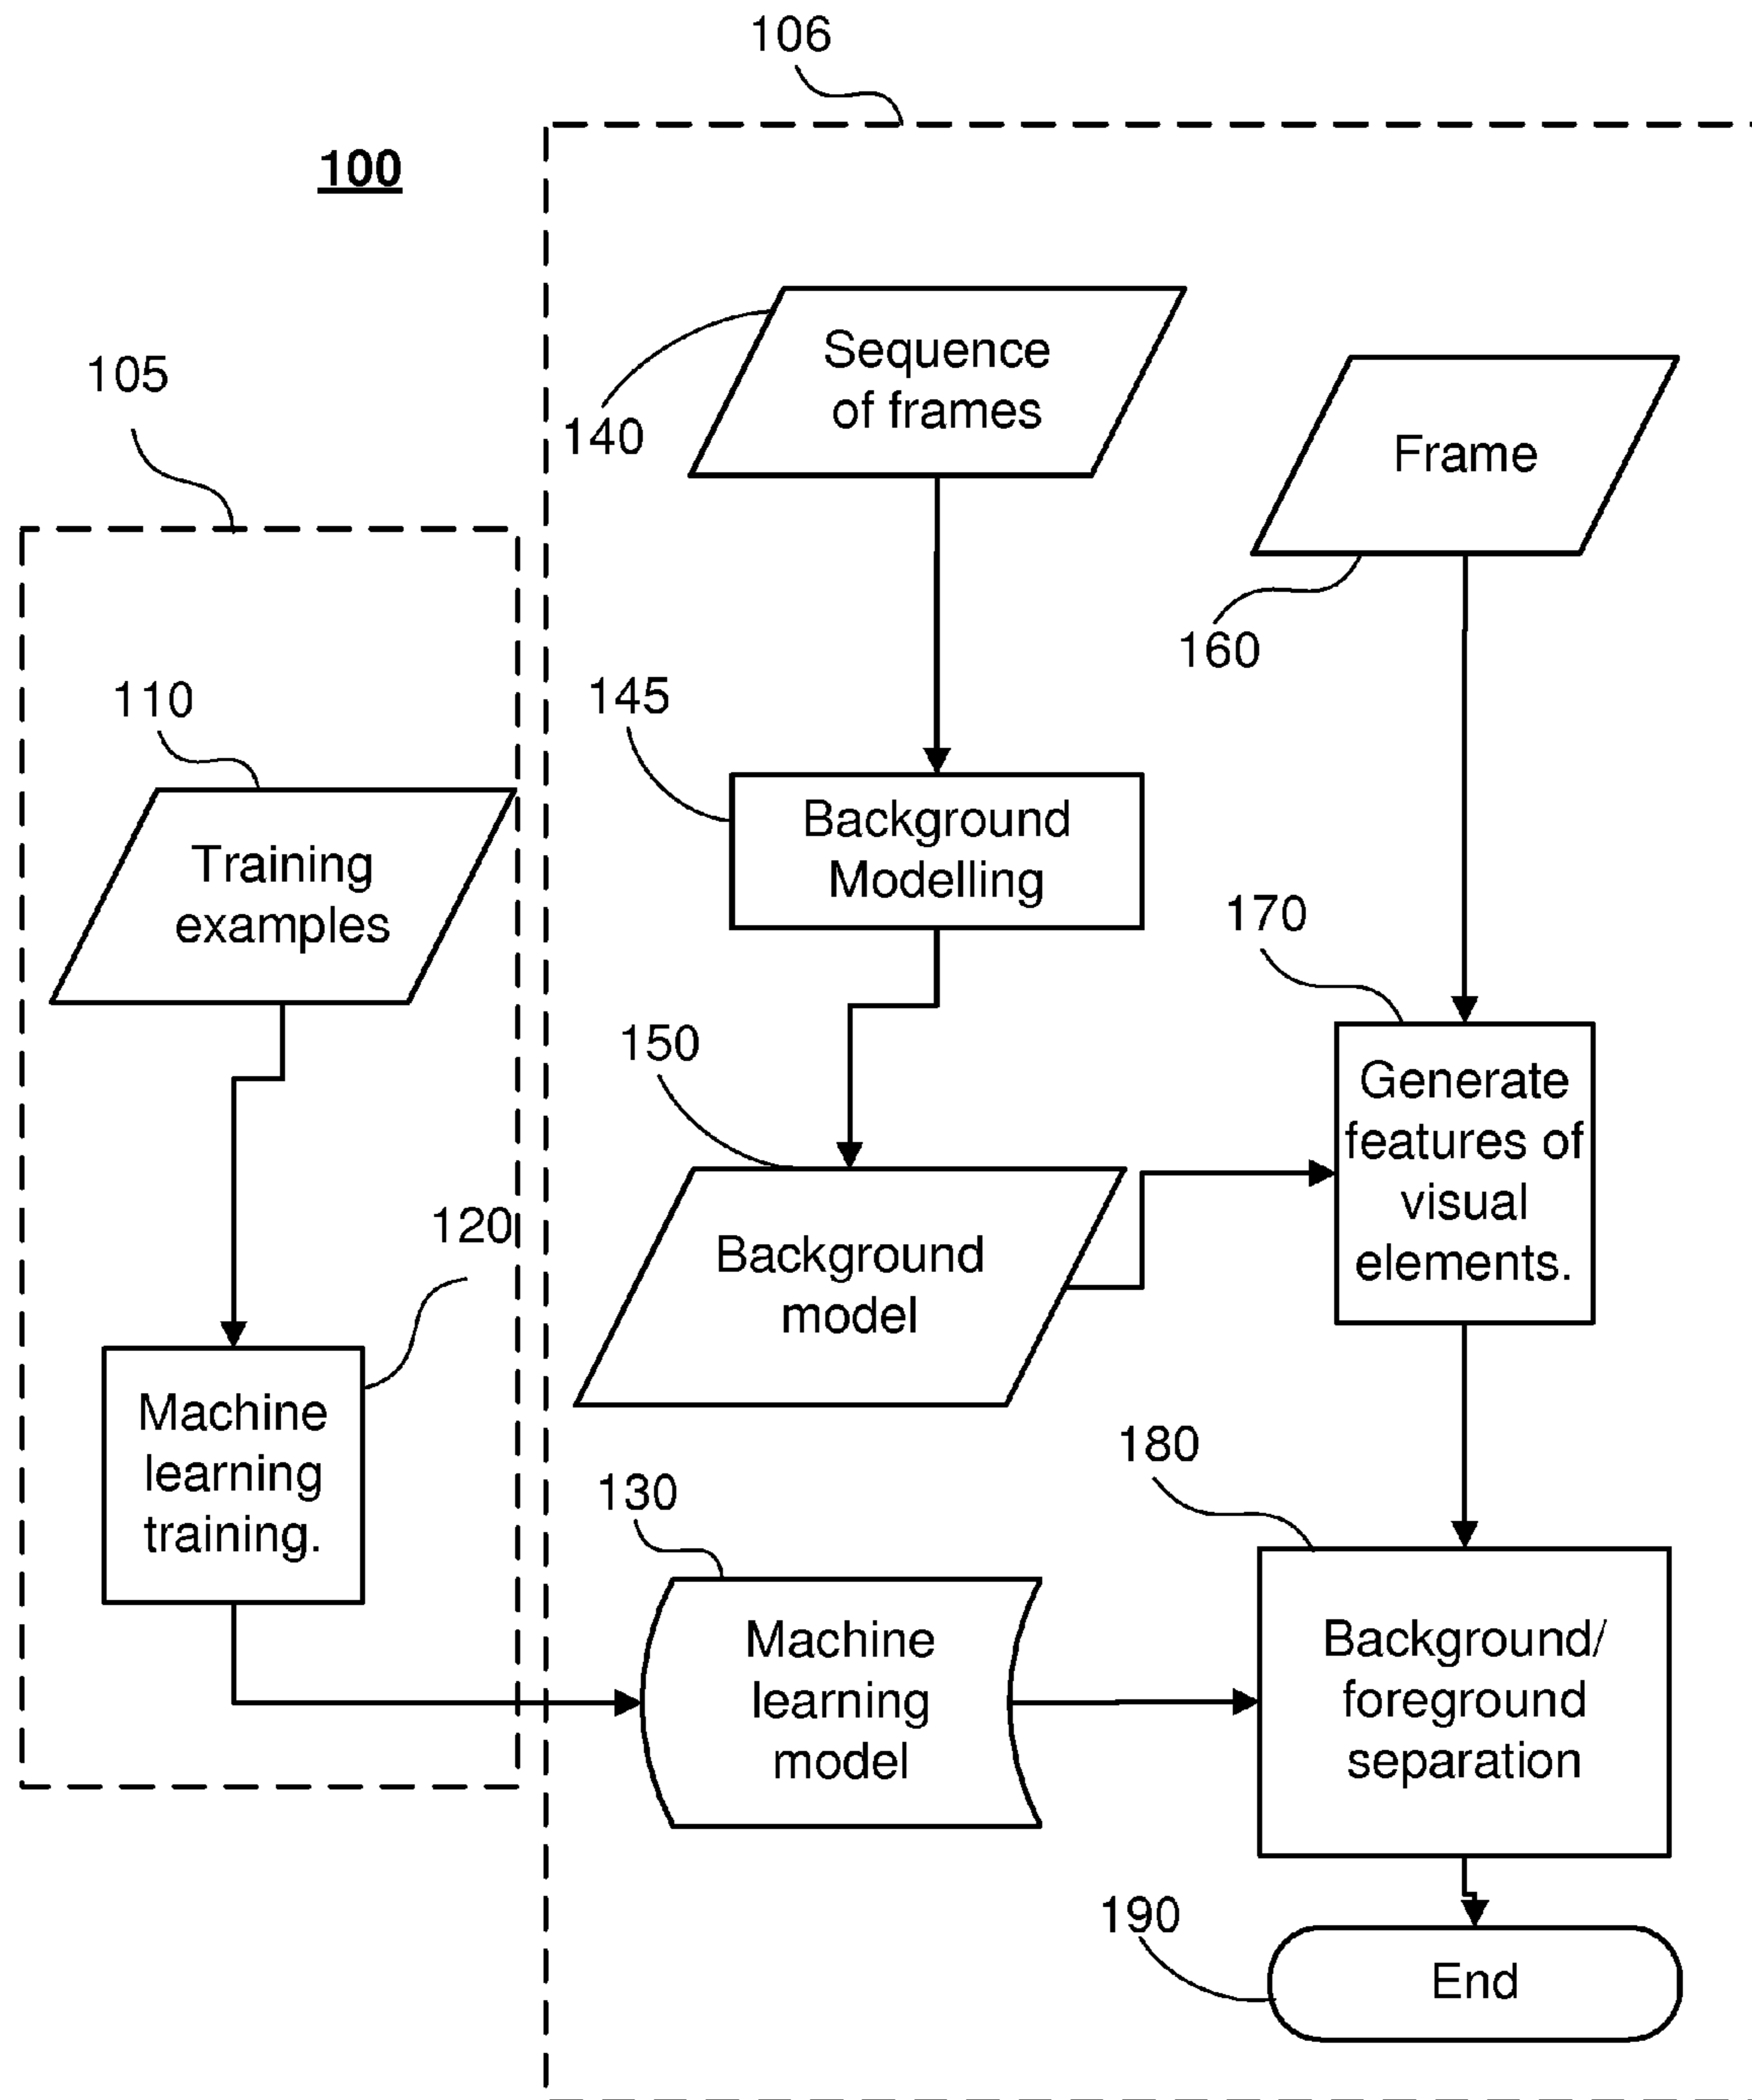 106
100
140
Sequence
of frames
Frame
160
105
110
Training
examples
145
Background
Modelling
170
Generate
features of
visual
elements.
150
Background
model
120
Machine
learning
training.
130
Machine
learning
model
180
Background/
foreground
separation
190
End